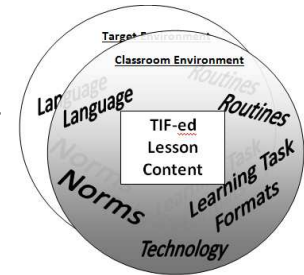 Target Environment
Classroom Environment
Routines
Language
Language
Routines
TIF-ed
Lesson
Content
Norms
Learning Task
Formats
Technology